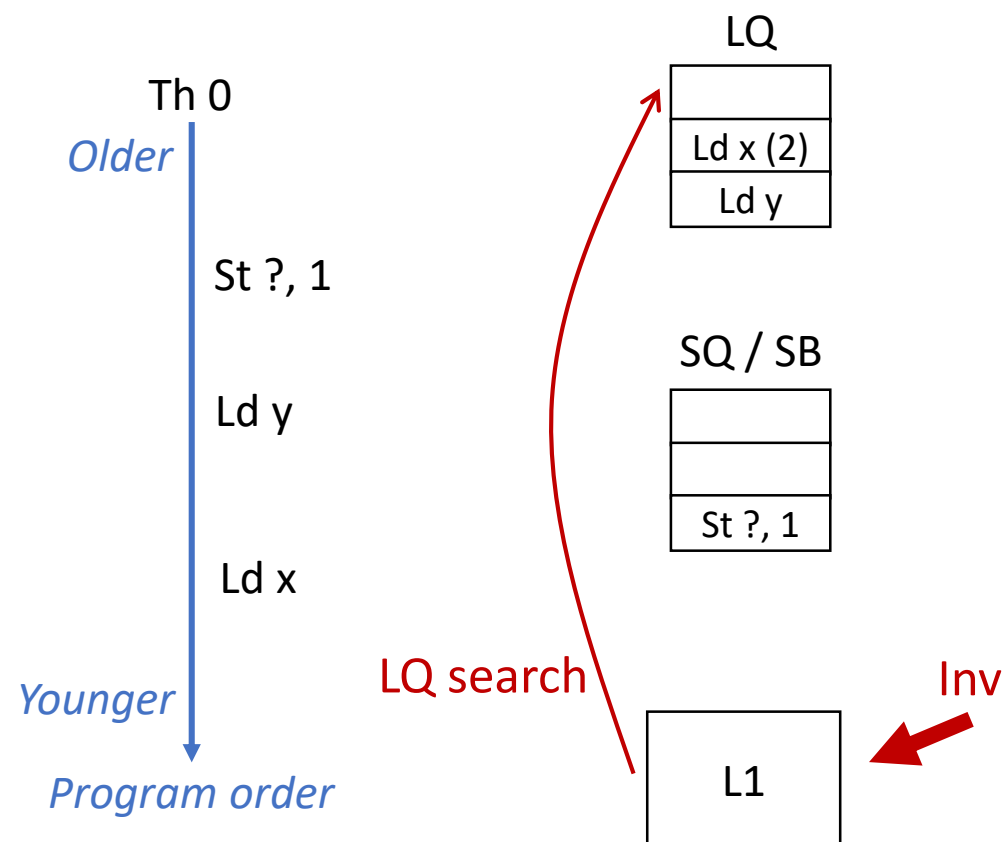 Th 0
Older
St ?, 1
Ld y
Ld x
Younger
Program order
LQ
Ld x (2)
Ld y
SQ / SB
St ?, 1
LQ search
Inv
L1